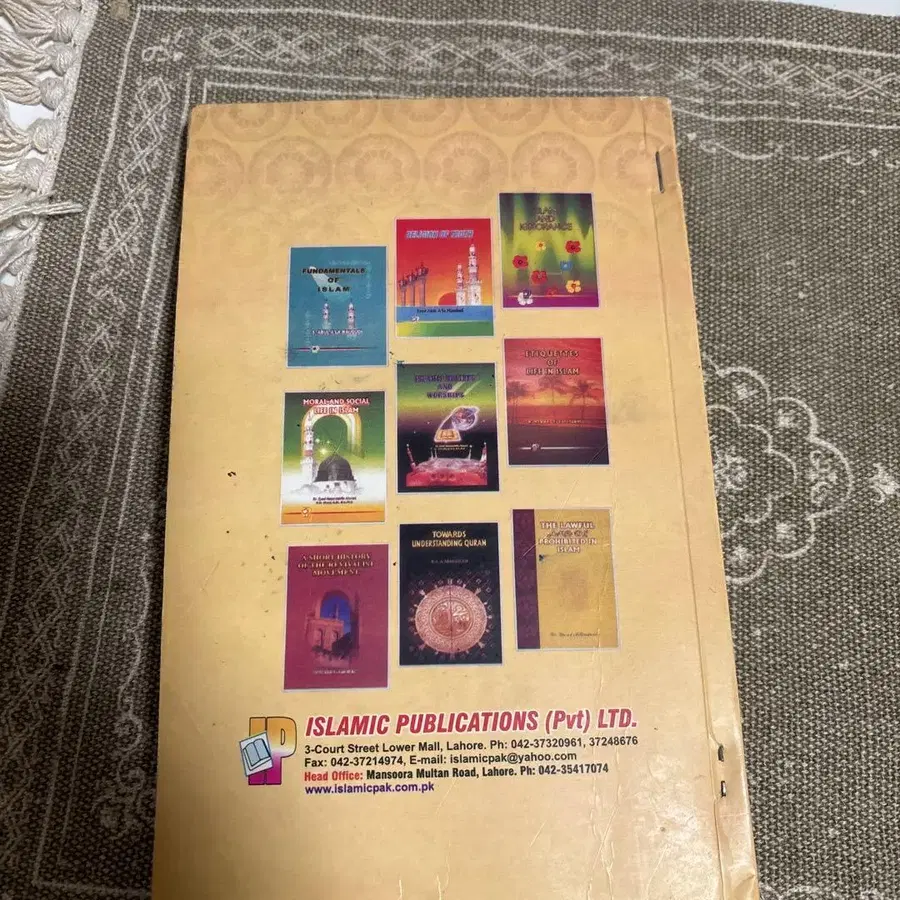 FUNDAMENTALS
OF
ISLAM
RELIGION OF TRUTH
ISLAM
AND
IGNORANCE
MORAL AND SOCIAL
LIFE IN ISLAM
AND
WORSHIPS
ETIQUETTES
OF
LIFE IN ISLAM
A SHORT HISTORY
OF THE REVIVALIST
MOVEMENT
TOWARDS
UNDERSTANDING QURAN
THE LAWFUL
AND
PROHIBITED IN
ISLAM
IP
ISLAMIC PUBLICATIONS (Pvt) LTD.
3-Court Street Lower Mall, Lahore. Ph: 042-37320961, 37248676
Fax: 042-37214974, E-mail: islamicpak@yahoo.com
Head Office: Mansoora Multan Road, Lahore. Ph: 042-35417074
www.islamicpak.com.pk